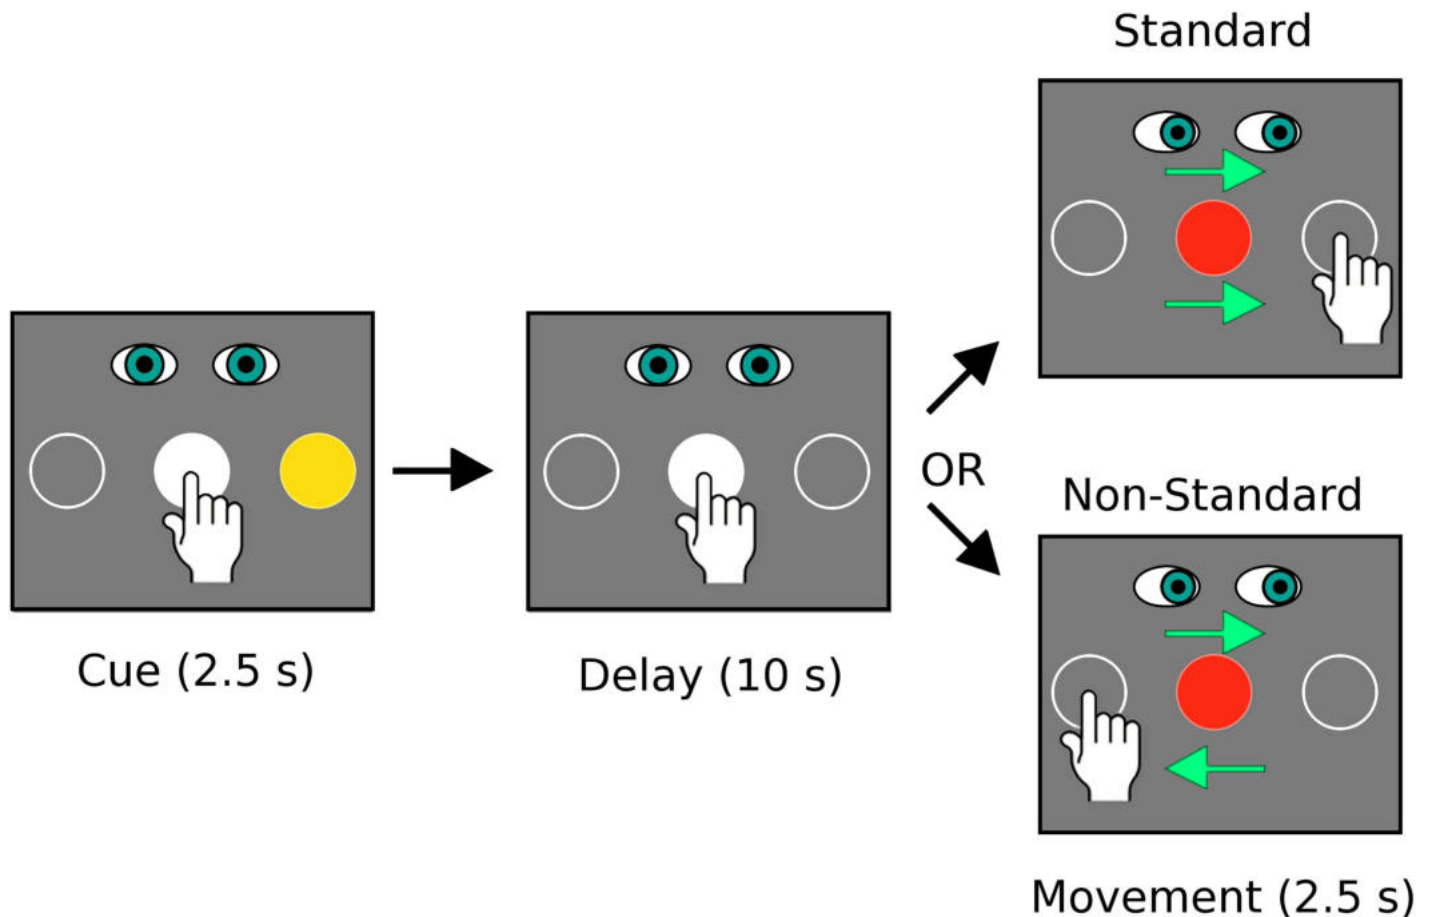 Standard
OR
Non-Standard
Cue (2.5 s)
Delay (10 s)
Movement (2.5 s)